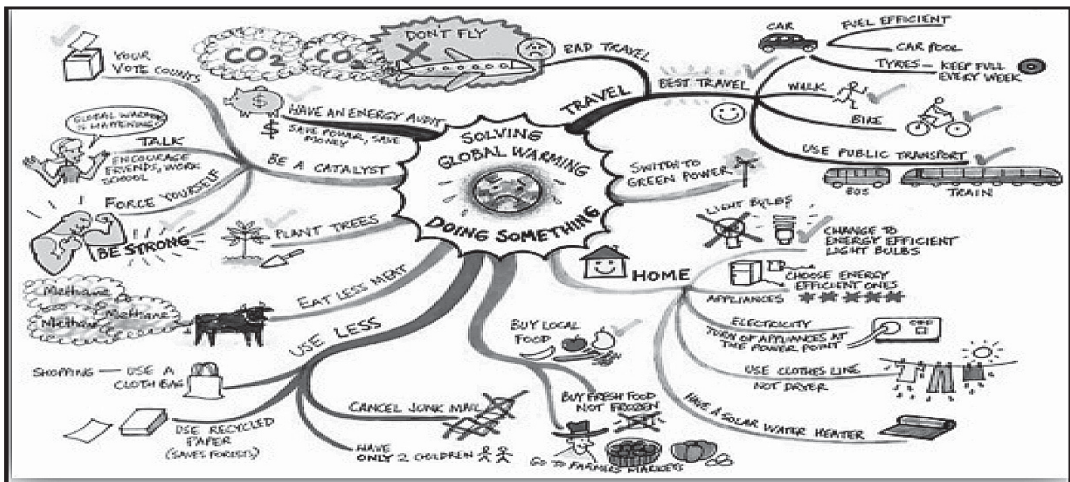 SOLVING
GLOBAL WARMING
DOING SOMETHING
TRAVEL
BAD TRAVEL
DON'T FLY
CO2
CO2
BEST TRAVEL
CAR
FUEL EFFICIENT
CAR POOL
TYRES — KEEP FULL
EVERY WEEK
WALK
BIKE
USE PUBLIC TRANSPORT
BUS
TRAIN
SWITCH TO
GREEN POWER
HOME
LIGHT BULBS
CHANGE TO
ENERGY EFFICIENT
LIGHT BULBS
APPLIANCES
CHOOSE ENERGY
EFFICIENT ONES
ELECTRICITY
TURN OF APPLIANCES AT
THE POWER POINT
OFF
USE CLOTHES LINE
NOT DRYER
HAVE A SOLAR WATER HEATER
BUY LOCAL
FOOD
BUY FRESH FOOD
NOT FROZEN
GO TO FARMERS MARKETS
USE LESS
CANCEL JUNK MAIL
HAVE
ONLY 2 CHILDREN
USE RECYCLED
PAPER
(SAVES FORESTS)
SHOPPING — USE A
CLOTH BAG
EAT LESS MEAT
Methane
Methane
Methane
PLANT TREES
BE A CATALYST
YOUR
VOTE COUNTS
TALK
ENCOURAGE
FRIENDS, WORK
SCHOOL
GLOBAL WARMING
IS HAPPENING!
FORCE YOURSELF
BE STRONG
HAVE AN ENERGY AUDIT
$
$ SAVE POWER, SAVE
MONEY